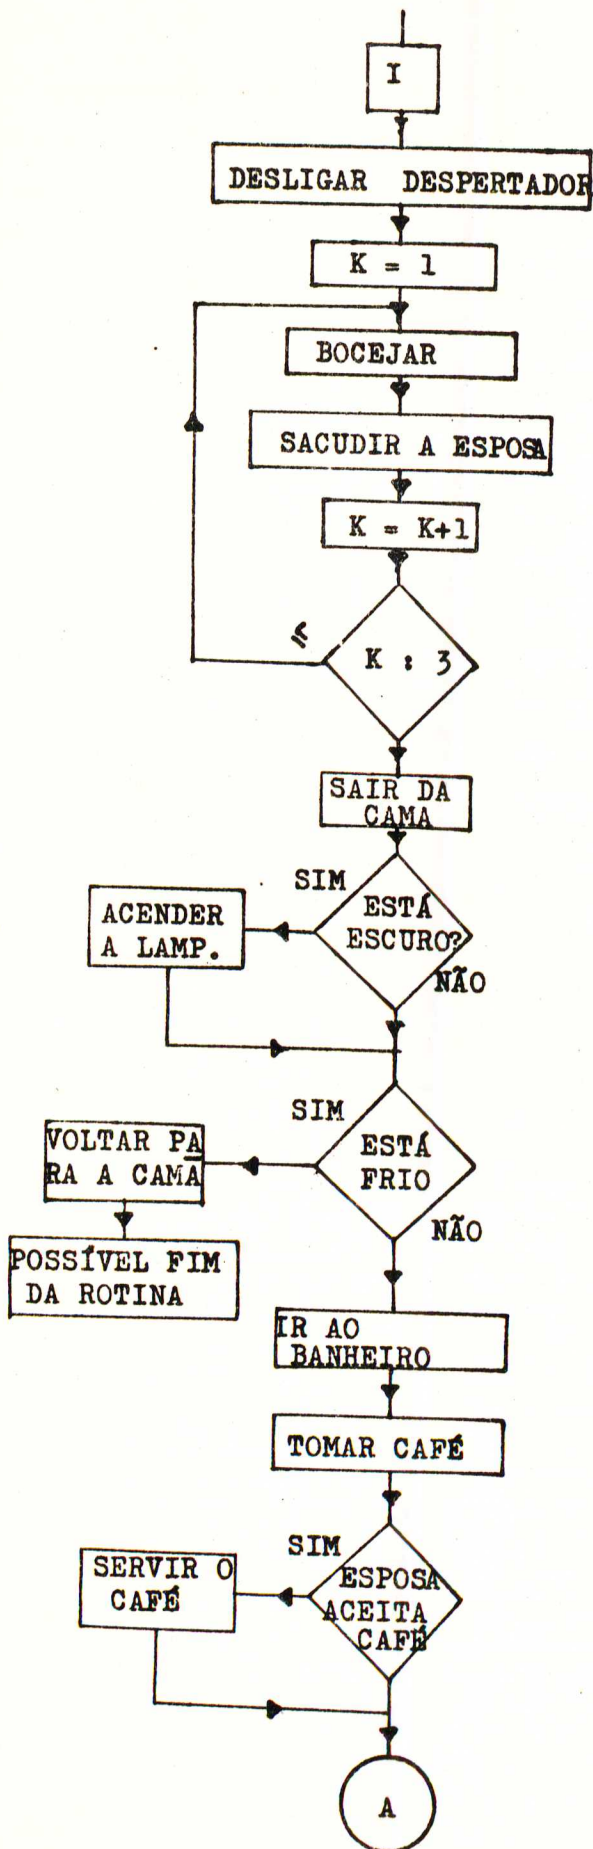 I
DESLIGAR DESPERTADOR
K = 1
BOCEJAR
SACUDIR A ESPOSA
K = K+1
≤
K : 3
SAIR DA
CAMA
SIM
ESTÁ
ESCURO?
ACENDER
A LAMP.
NÃO
SIM
ESTÁ
FRIO
VOLTAR PA
RA A CAMA
NÃO
POSSÍVEL FIM
DA ROTINA
IR AO
BANHEIRO
TOMAR CAFÉ
SIM
ESPOSA
ACEITA
CAFÉ
SERVIR O
CAFÉ
A